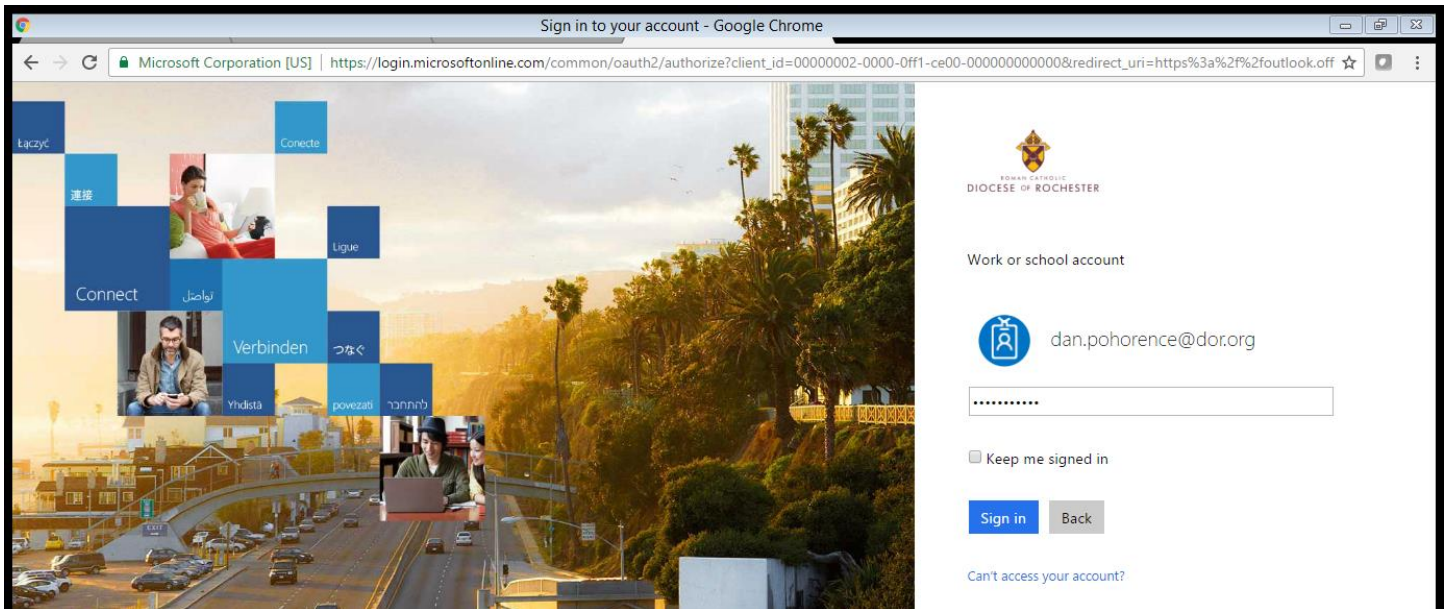 Sign in to your account - Google Chrome
Microsoft Corporation [US] | https://login.microsoftonline.com/common/oauth2/authorize?client_id=00000002-0000-0ff1-ce00-000000000000&redirect_uri=https%3a%2f%2foutlook.off
Łączyć
Conecte
連接
Ligue
Connect
تواصل
Verbinden
つなぐ
Yhdistä
povezati
להתחבר
EXIT
ROMAN CATHOLIC
DIOCESE OF ROCHESTER
Work or school account
dan.pohorence@dor.org
•••••••••••
Keep me signed in
Sign in
Back
Can't access your account?